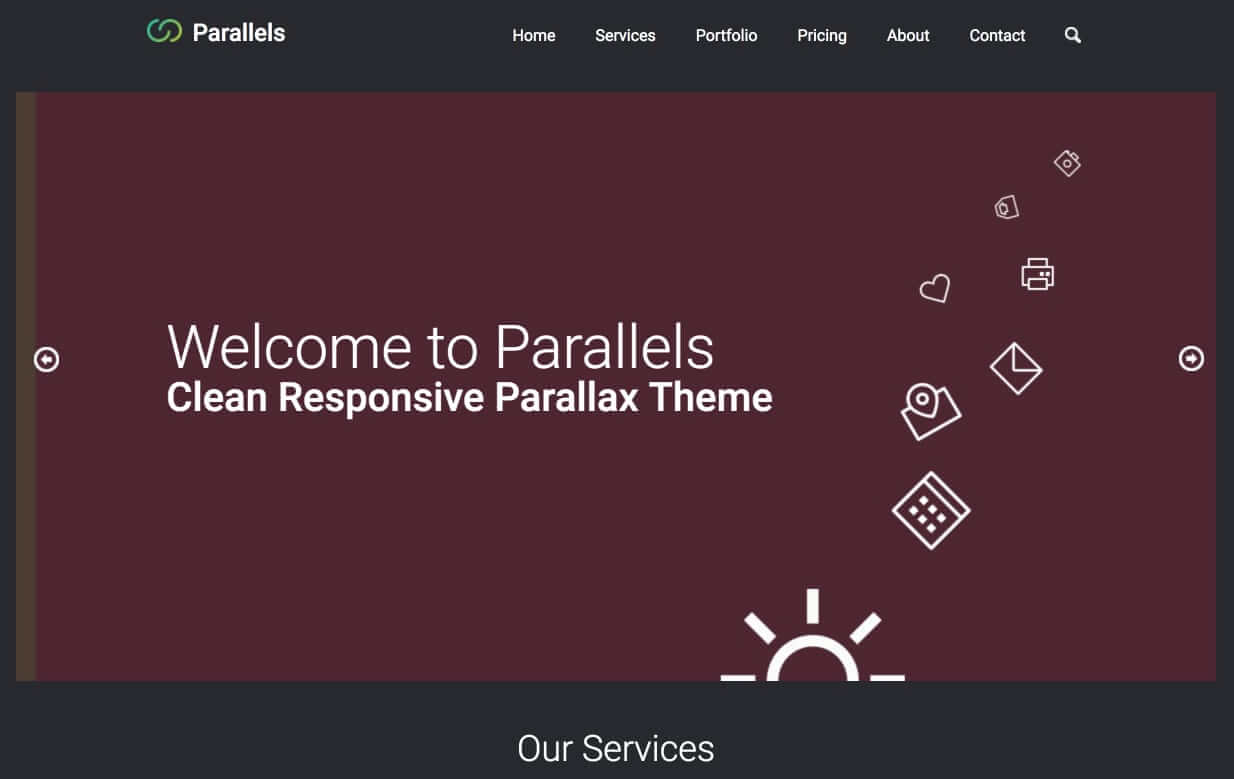 Parallels
Home Services Portfolio Pricing About Contact
Welcome to Parallels
Clean Responsive Parallax Theme
Our Services